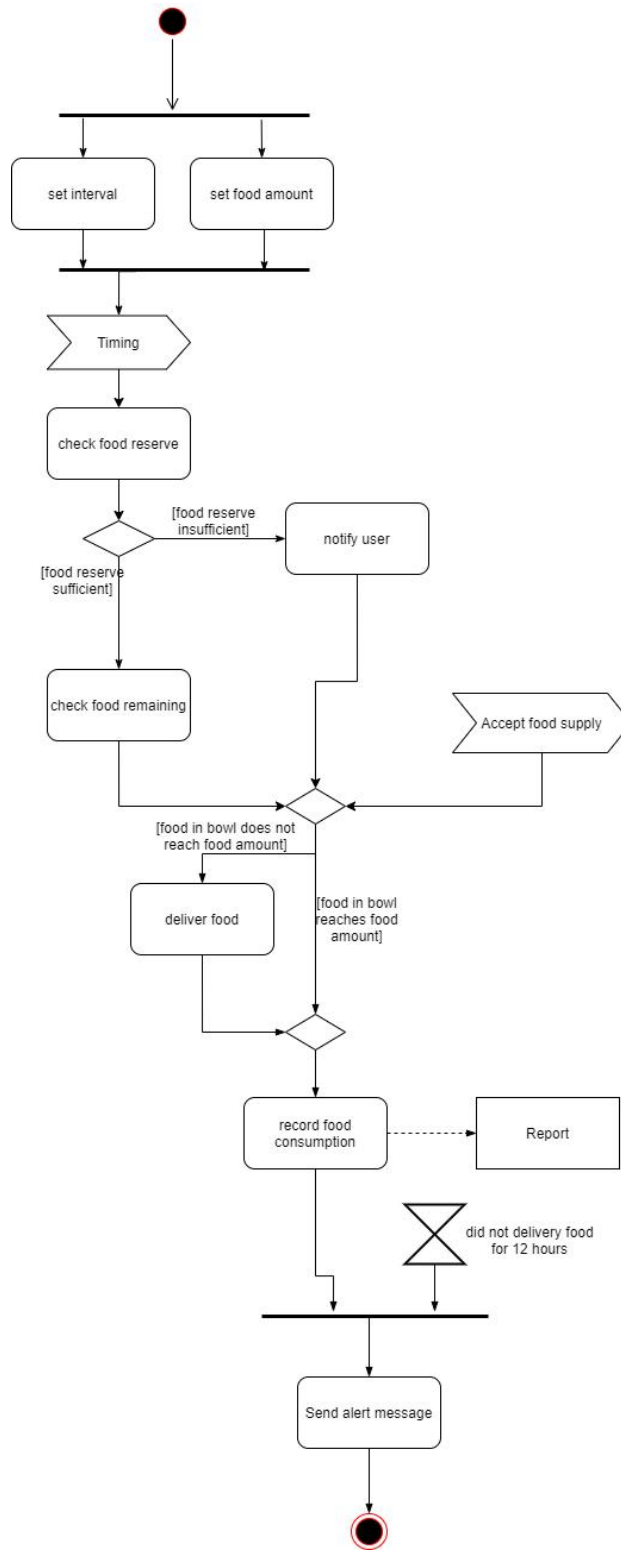 set interval
set food amount
Timing
check food reserve
[food reserve
insufficient]
notify user
[food reserve
sufficient]
check food remaining
Accept food supply
[food in bowl does not
reach food amount]
deliver food
[food in bowl
reaches food
amount]
record food
consumption
Report
did not delivery food
for 12 hours
Send alert message